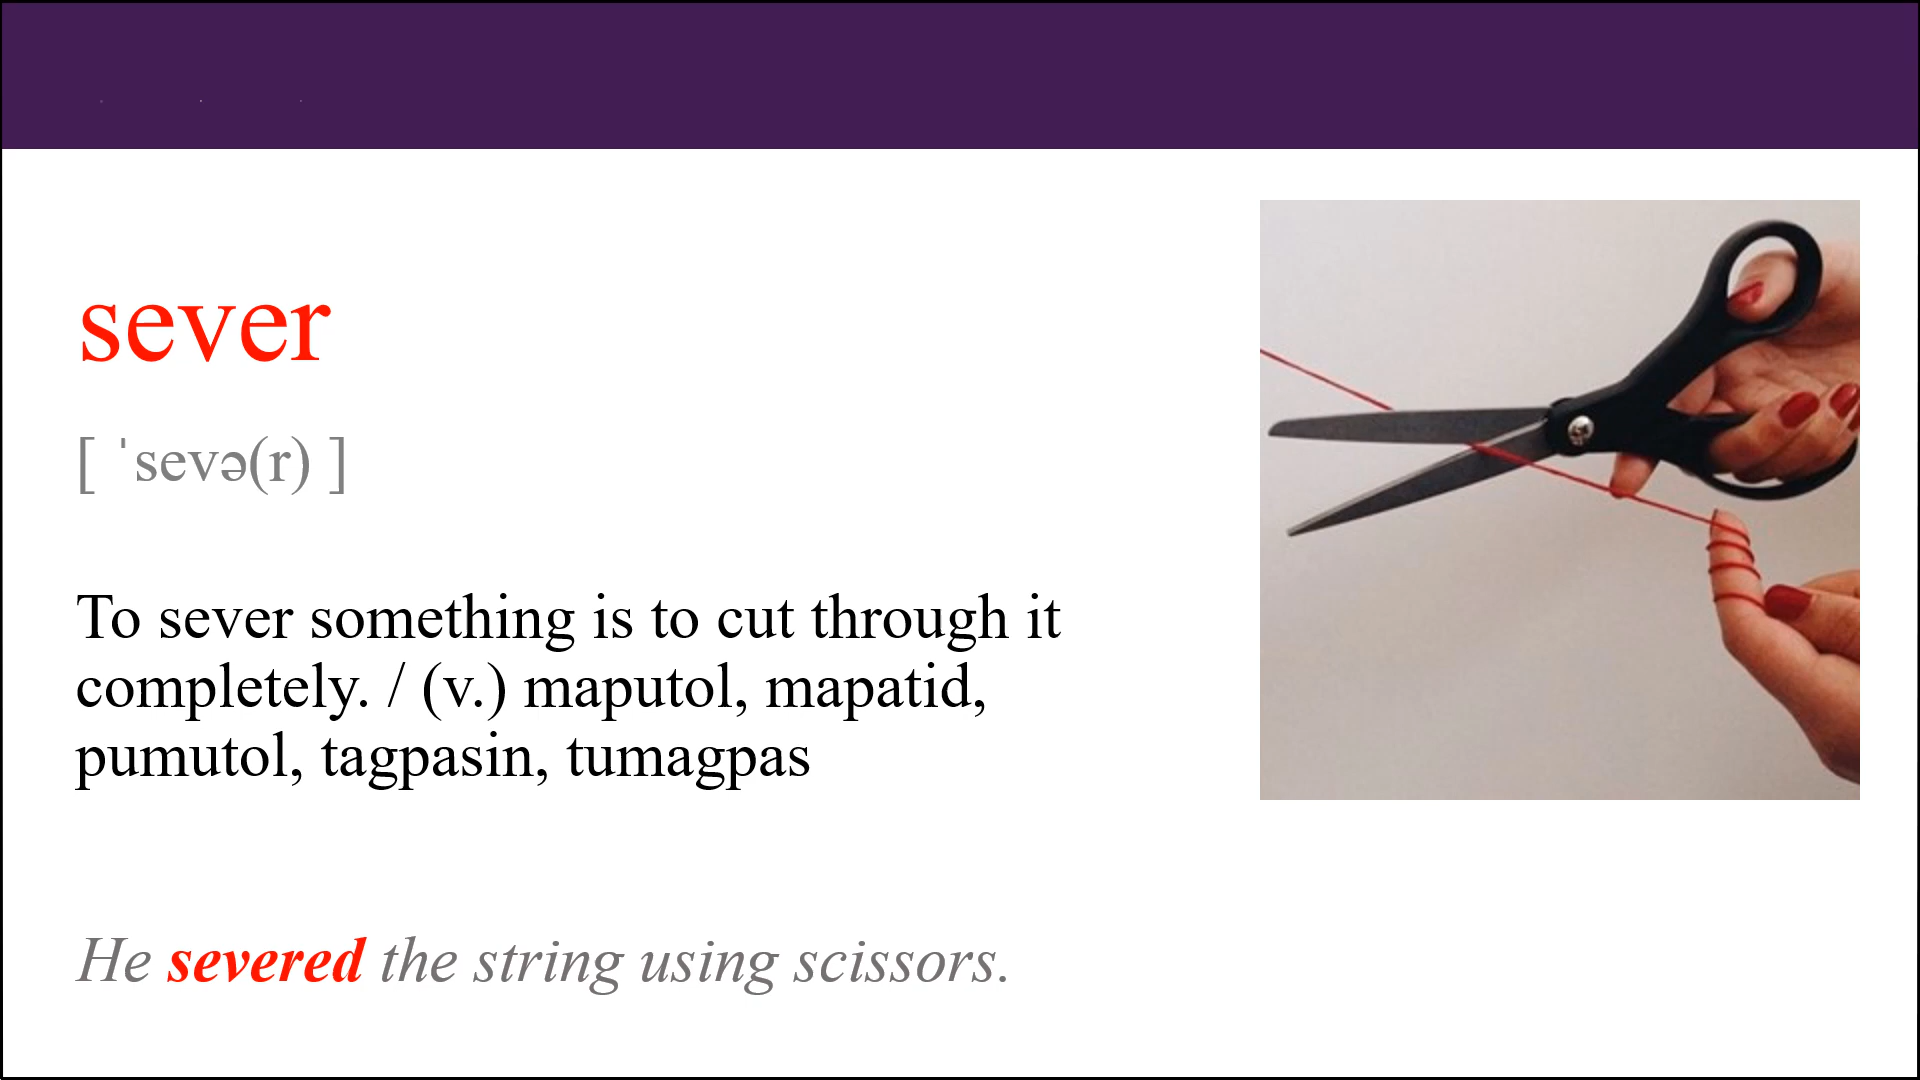 sever
[ ˈsevə(r) ]
To sever something is to cut through it
completely. / (v.) maputol, mapatid,
pumutol, tagpasin, tumagpas
He severed the string using scissors.